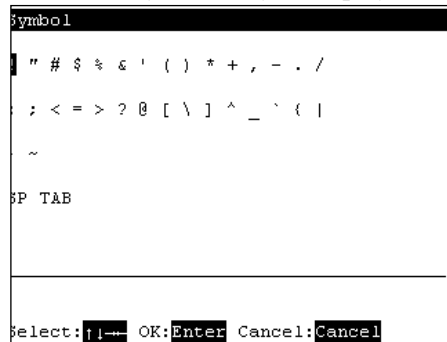 Symbol
! " # $ % & ' ( ) * + , - . /
: ; < = > ? @ [ \ ] ^ _ ` { |
} ~
SP TAB
Select:↑↓→← OK:Enter Cancel:Cancel